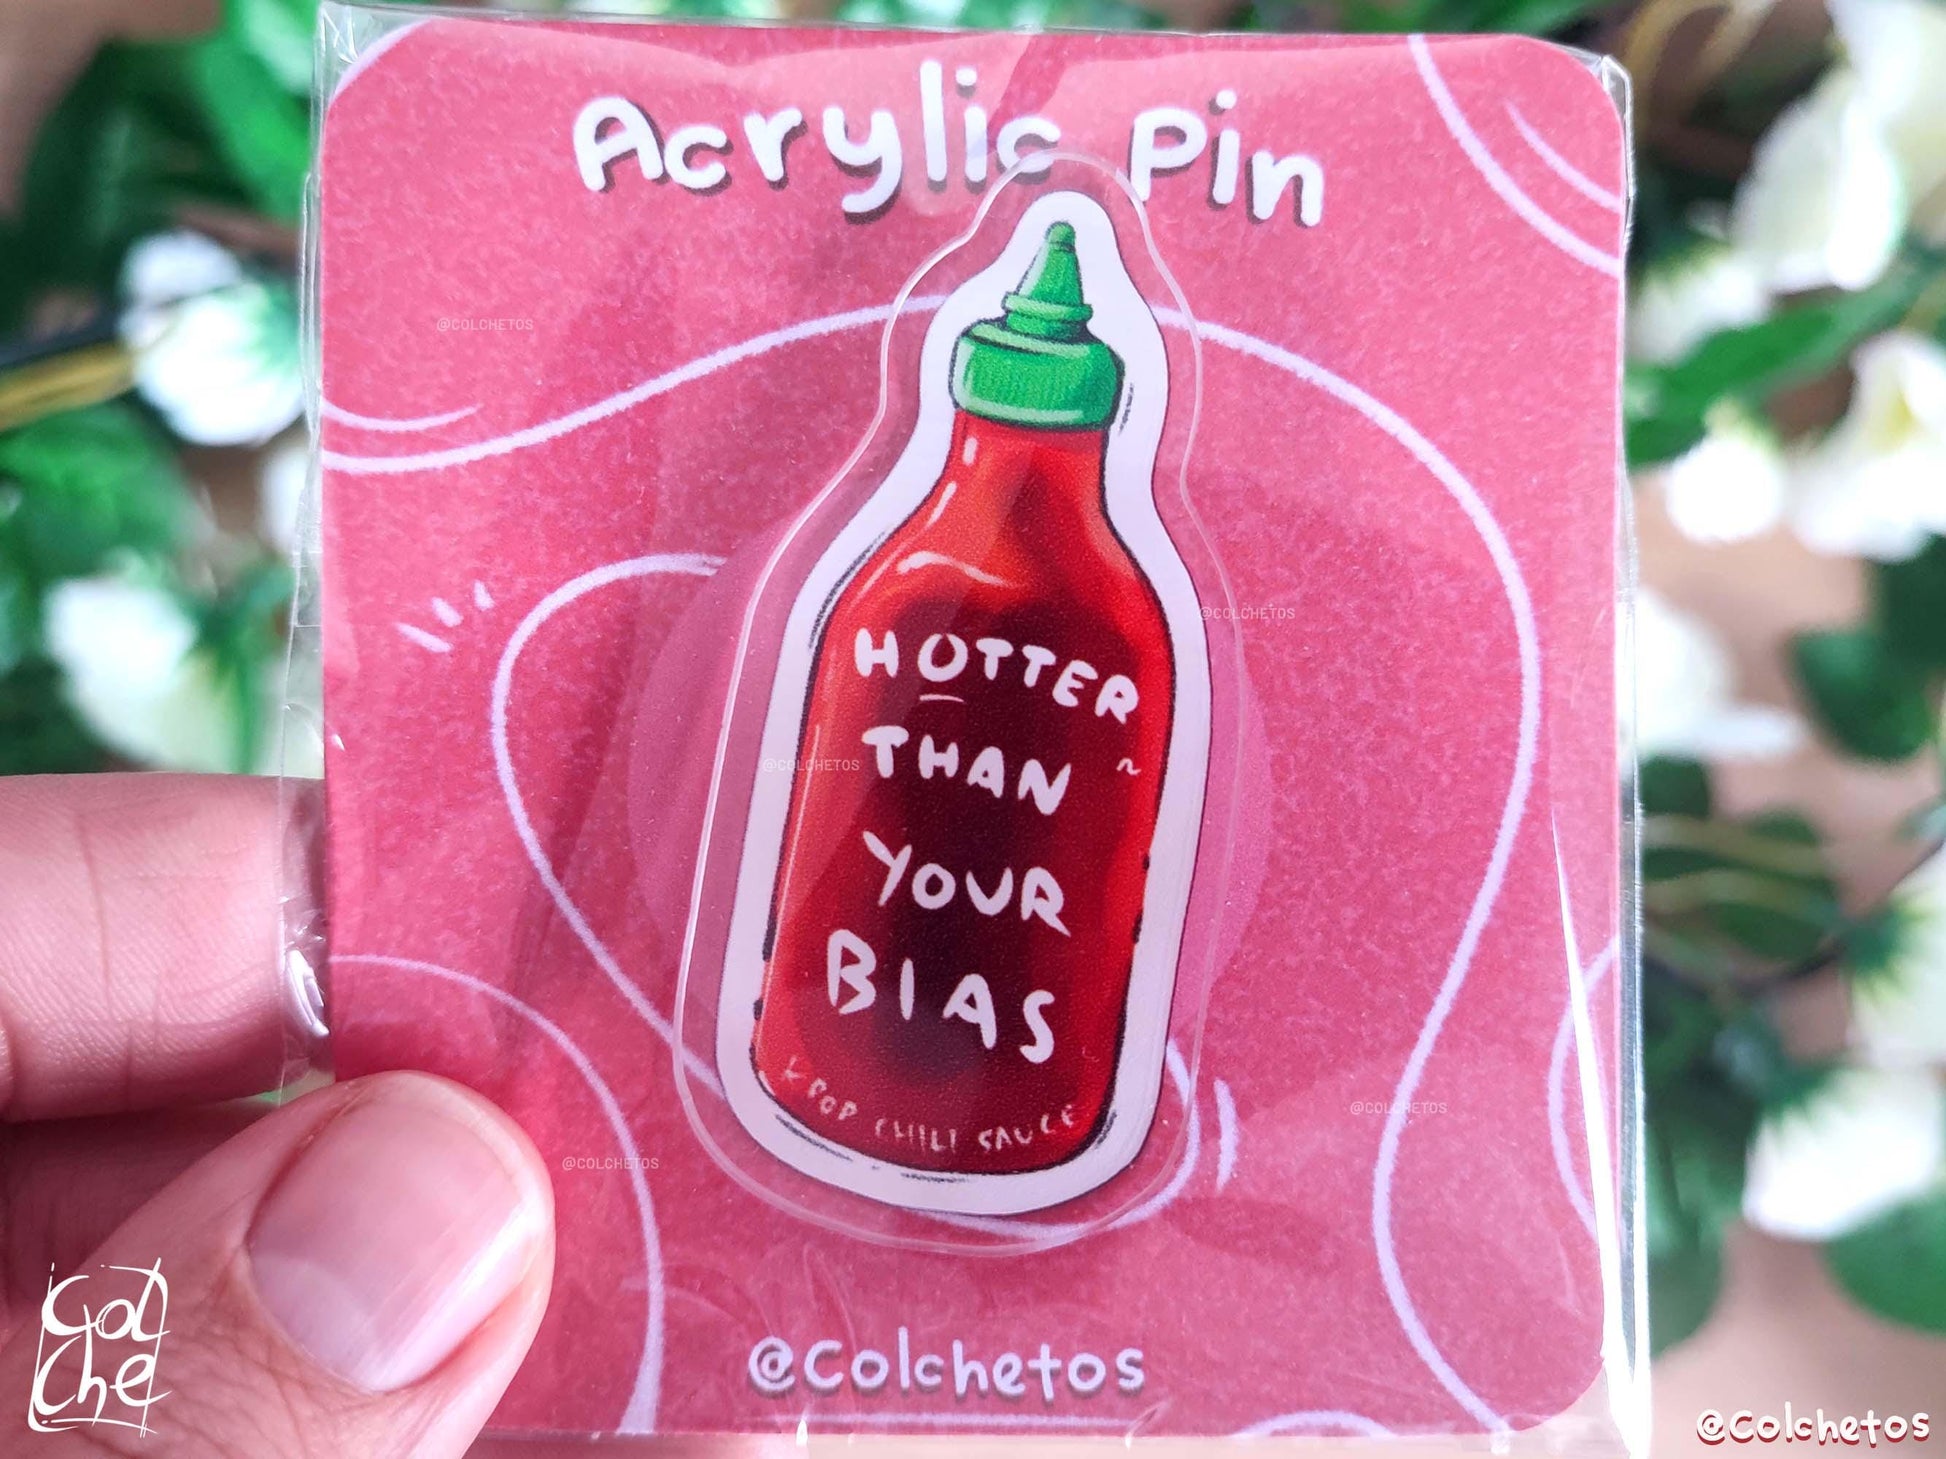 Acrylic Pin
@COLCHETOS
HOTTER
@COLCHETOS
THAN ~
@COLCHETOS
YOUR
BIAS
KPOP CHILI SAUCE
@COLCHETOS
@COLCHETOS
@Colchetos
Col
che
@Colchetos